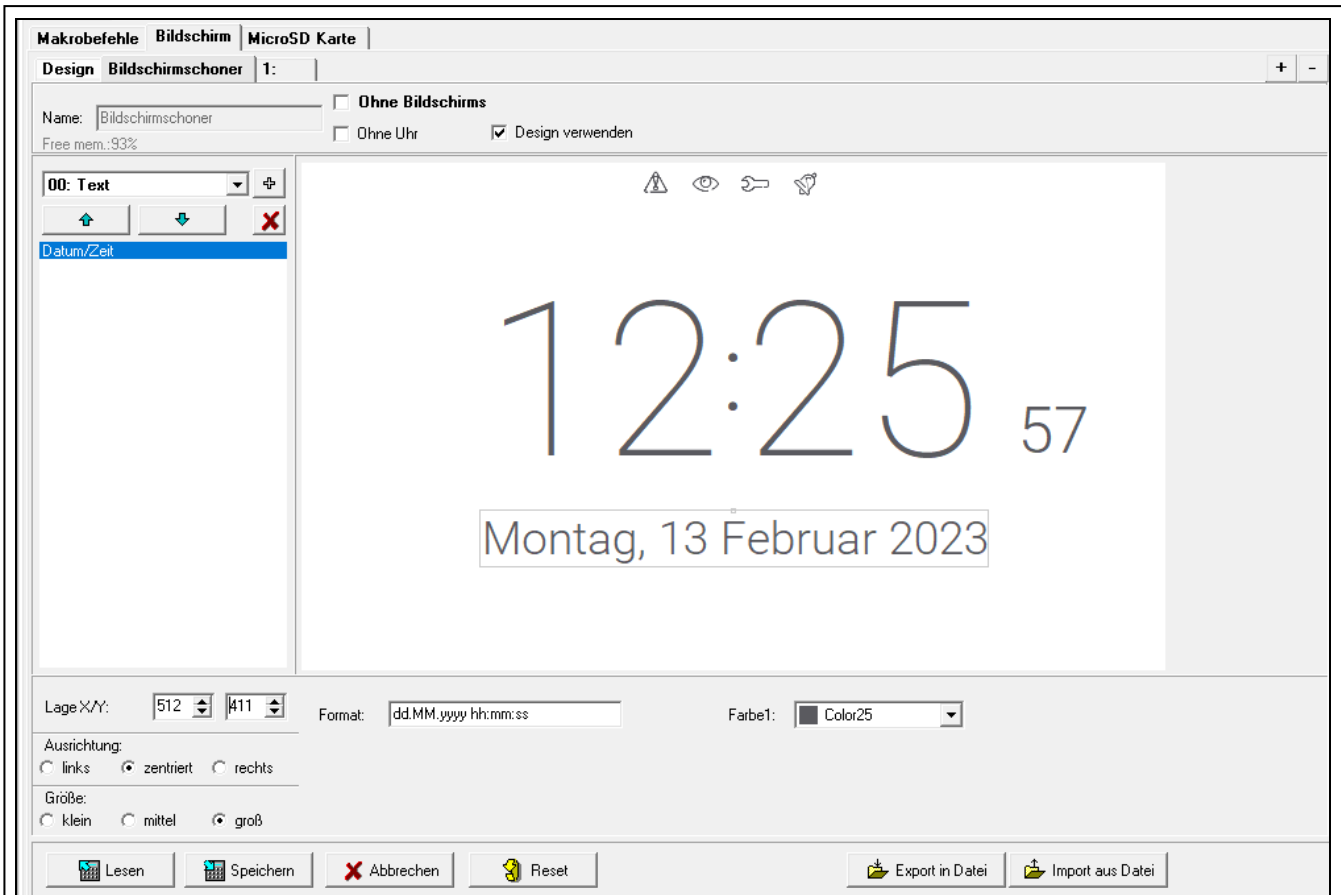 Makrobefehle Bildschirm MicroSD Karte
Design Bildschirmschoner 1: + -
Ohne Bildschirms
Name: Bildschirmschoner
Ohne Uhr Design verwenden
Free mem.:93%
00: Text
Datum/Zeit
12:25 57
Montag, 13 Februar 2023
Lage X/Y: 512 411
Format: dd.MM.yyyy hh:mm:ss Farbe1: Color25
Ausrichtung:
links zentriert rechts
Größe:
klein mittel groß
Lesen Speichern Abbrechen Reset Export in Datei Import aus Datei